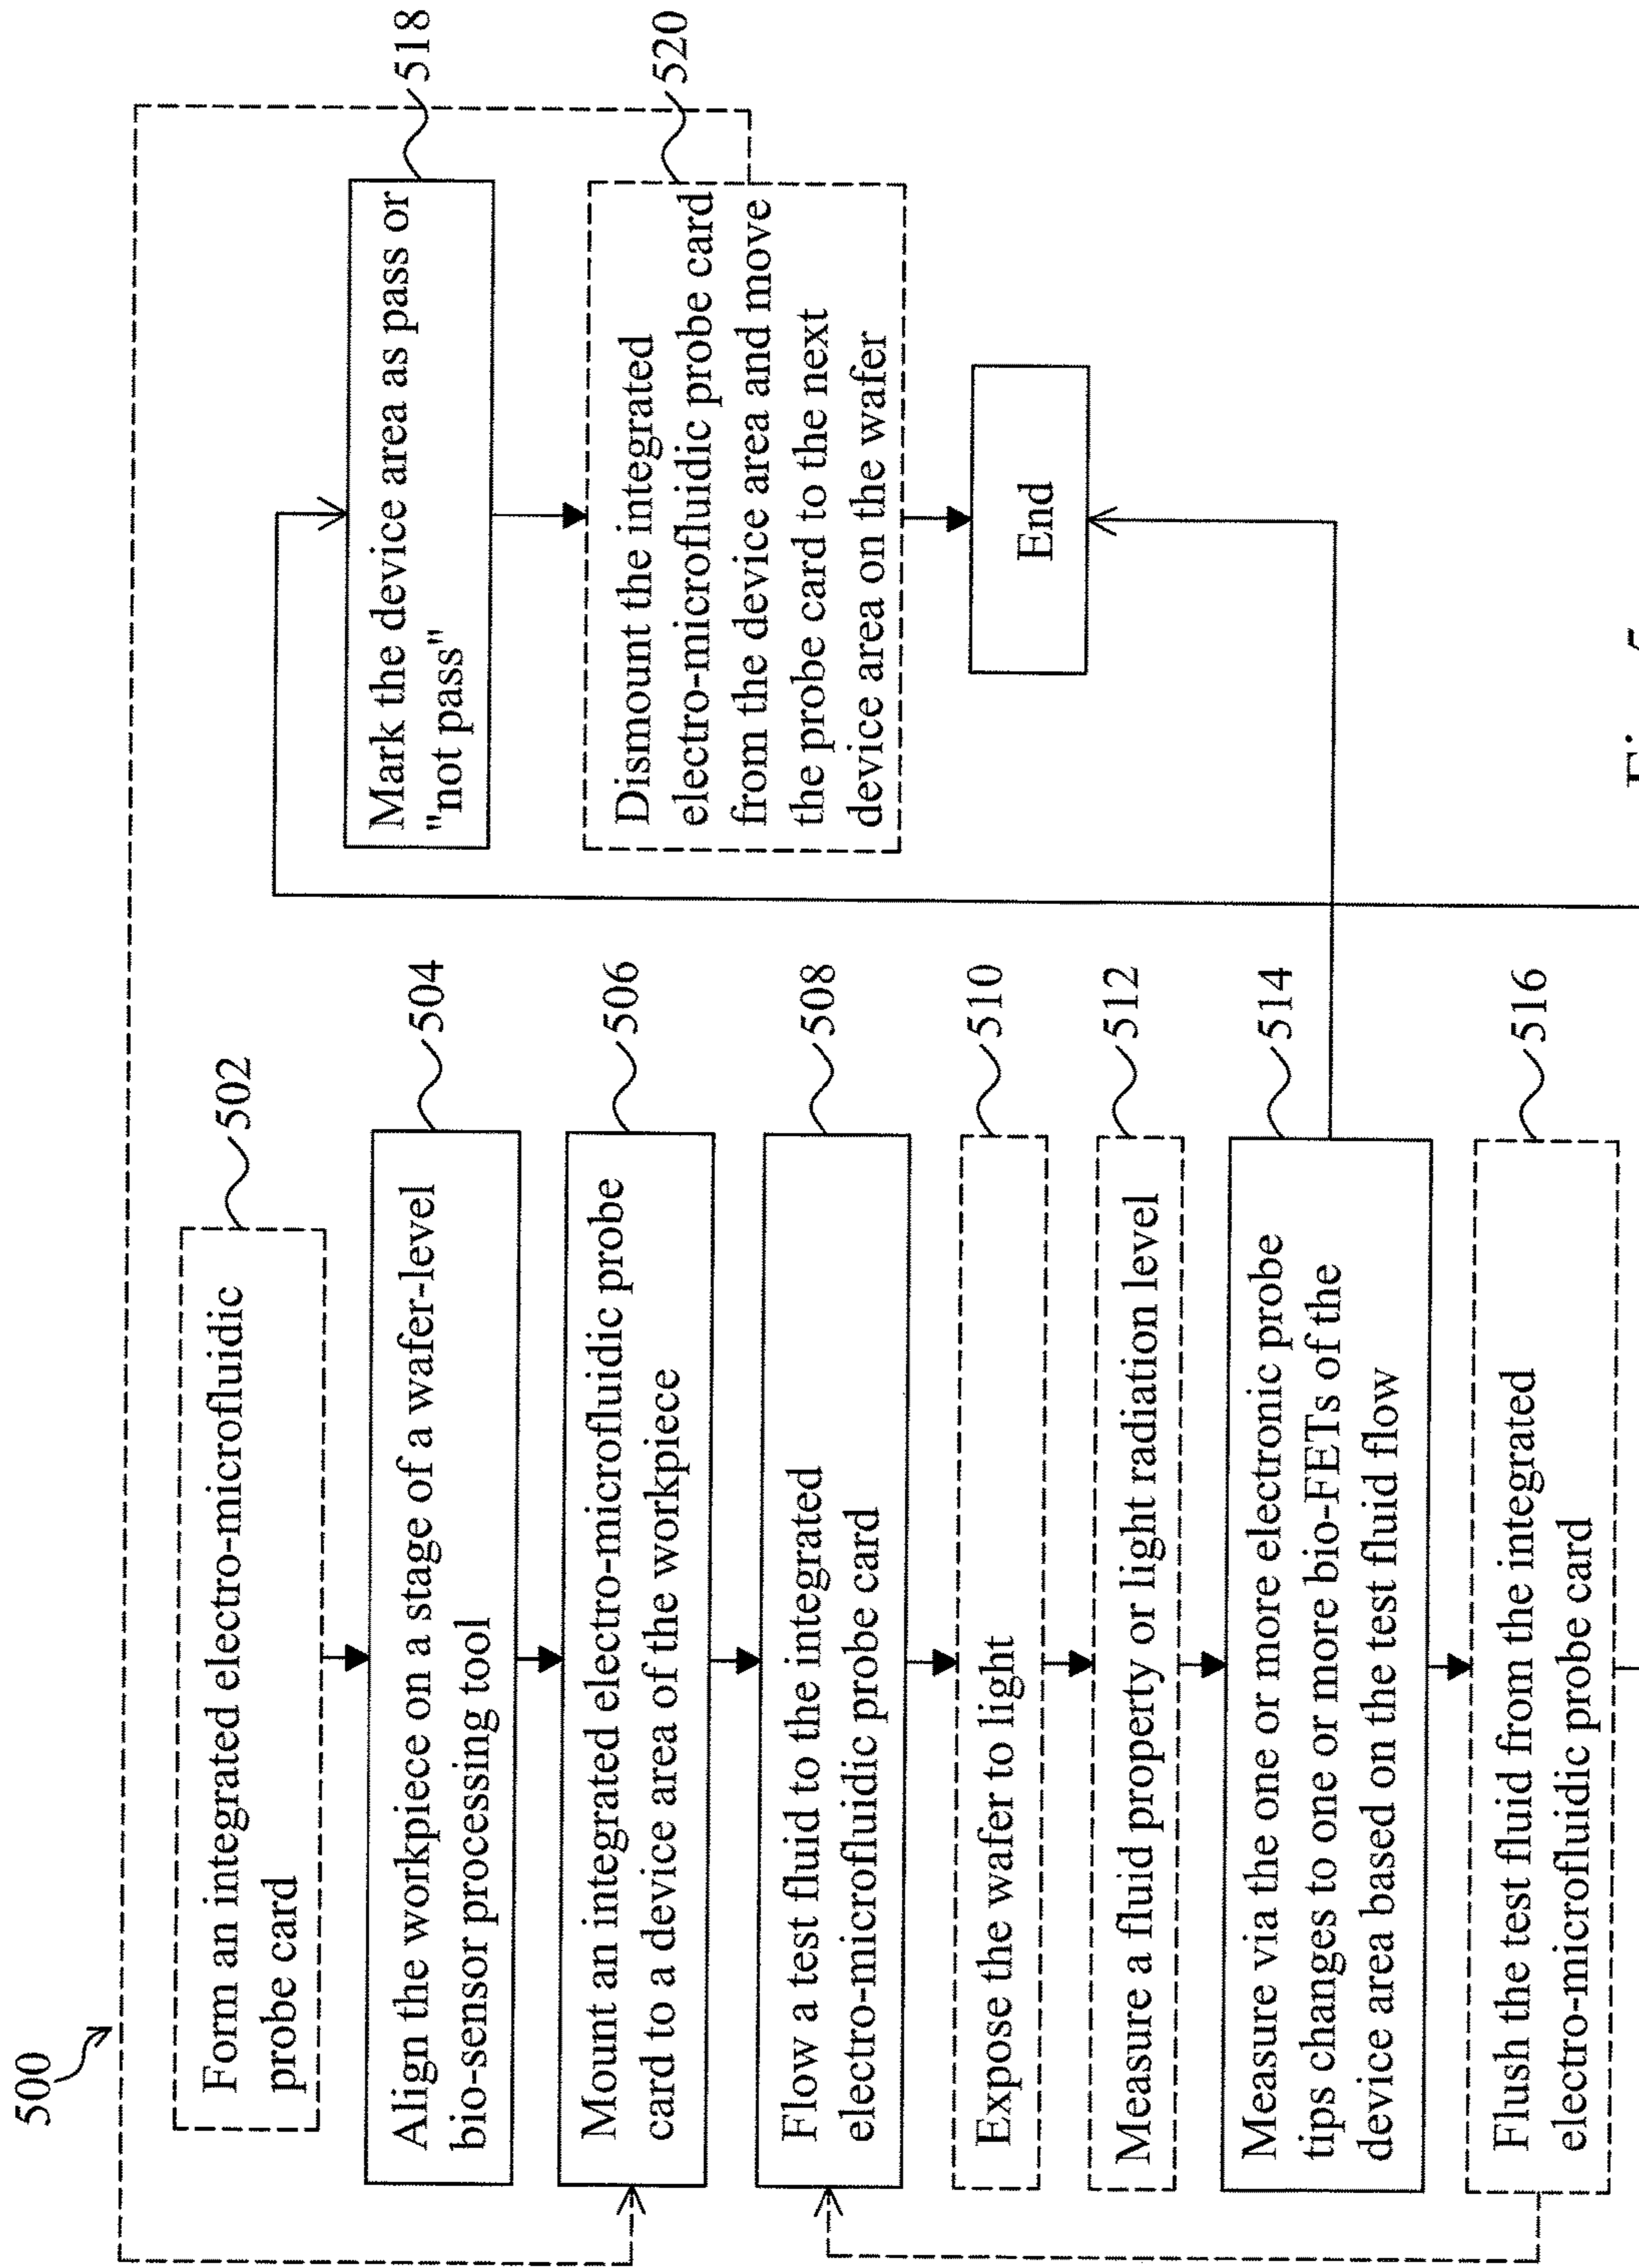 500
502
Form an integrated electro-microfluidic
probe card
504
Align the workpiece on a stage of a wafer-level
bio-sensor processing tool
506
Mount an integrated electro-microfluidic probe
card to a device area of the workpiece
508
Flow a test fluid to the integrated
electro-microfluidic probe card
510
Expose the wafer to light
512
Measure a fluid property or light radiation level
514
Measure via the one or more electronic probe
tips changes to one or more bio-FETs of the
device area based on the test fluid flow
516
Flush the test fluid from the integrated
electro-microfluidic probe card
518
Mark the device area as pass or
"not pass"
520
Dismount the integrated
electro-microfluidic probe card
from the device area and move
the probe card to the next
device area on the wafer
End